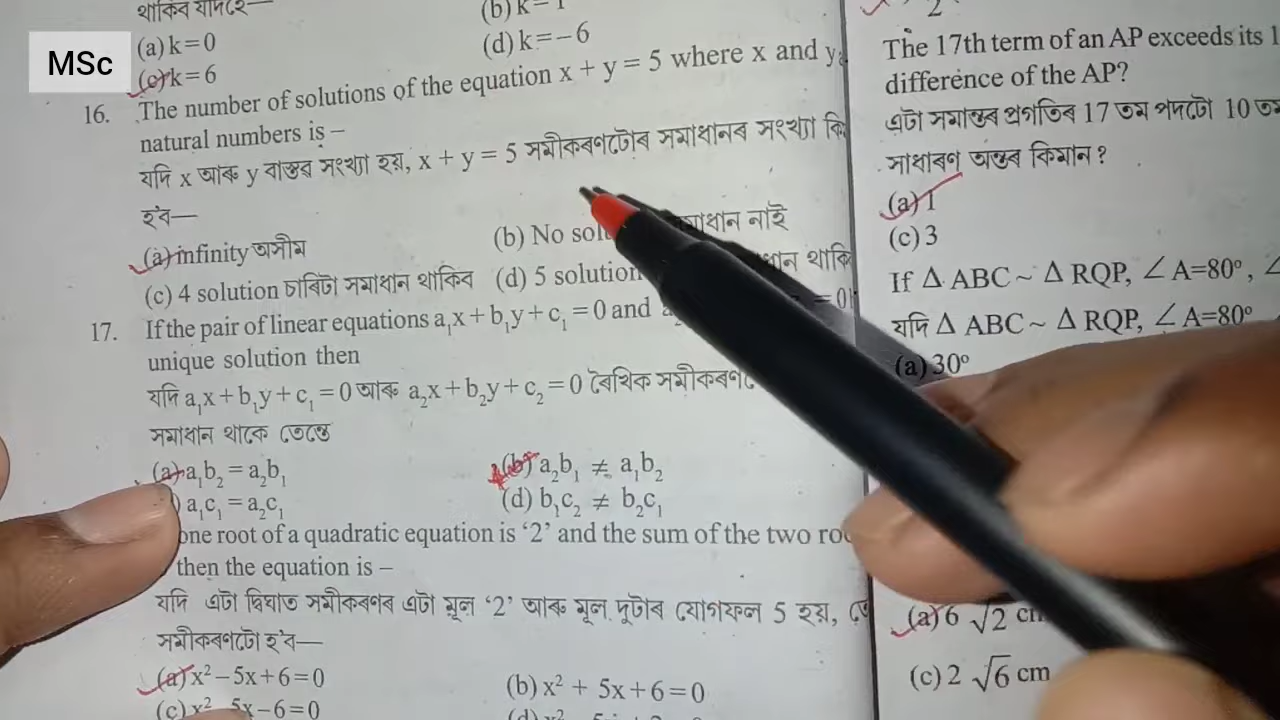 MSc
থাকিব যদিহে—
(b) k = 1
(a) k = 0
(d) k = – 6
(c) k = 6
16. The number of solutions of the equation x + y = 5 where x and y
natural numbers is –
যদি x আৰু y বাস্তৱ সংখ্যা হয়, x + y = 5 সমীকৰণটোৰ সমাধানৰ সংখ্যা
হ'ব—
(a) infinity অসীম
(b) No সমাধান নাই
(c) 4 solution চাৰিটা সমাধান থাকিব (d) 5 solution
17. If the pair of linear equations a₁x + b₁y + c₁ = 0 and = 0
unique solution then
যদি a₁x + b₁y + c₁ = 0 আৰু a₂x + b₂y + c₂ = 0 ৰৈখিক
সমাধান থাকে তেন্তে
(a) a₁b₂ = a₂b₁
(b) a₂b₁ ≠ a₁b₂
a₁c₁ = a₂c₁
(d) b₁c₂ ≠ b₂c₁
one root of a quadratic equation is ‘2’ and the sum of the two
then the equation is –
যদি এটা দ্বিঘাত সমীকৰণৰ এটা মূল ‘2’ আৰু মূল দুটাৰ যোগফল 5 হয়,
সমীকৰণটো হ'ব—
(a) x² – 5x + 6 = 0
(b) x² + 5x + 6 = 0
(c) x² 5x – 6 = 0
2
The 17th term of an AP exceeds its 1
difference of the AP?
এটা সমান্তৰ প্ৰগতিৰ 17 তম পদটো 10 তম
সাধাৰণ অন্তৰ কিমান ?
(a) 1
(c) 3
If Δ ABC ~ Δ RQP, ∠ A=80°, ∠
যদি Δ ABC ~ Δ RQP, ∠ A=80°
(a) 30°
(a) 6 √2 cm
(c) 2 √6 cm